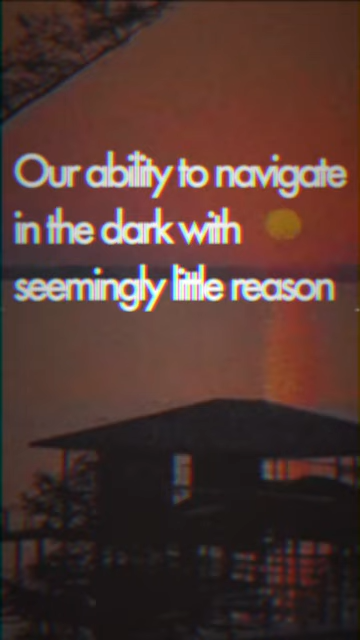 Our ability to navigate
in the dark with
seemingly little reason